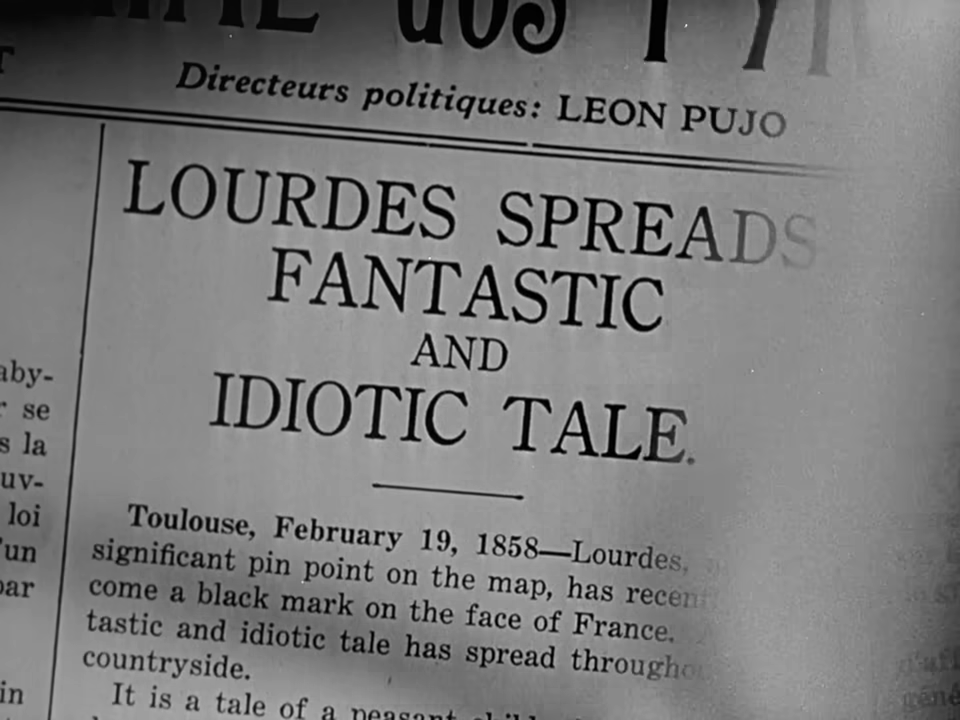 Directeurs politiques: LEON PUJO
LOURDES SPREADS
FANTASTIC
AND
IDIOTIC TALE.
aby-
se
s la
uv-
loi
'un
par
in
Toulouse, February 19, 1858—Lourdes,
significant pin point on the map, has recent
come a black mark on the face of France.
tastic and idiotic tale has spread througho
countryside.
It is a tale of a peasant